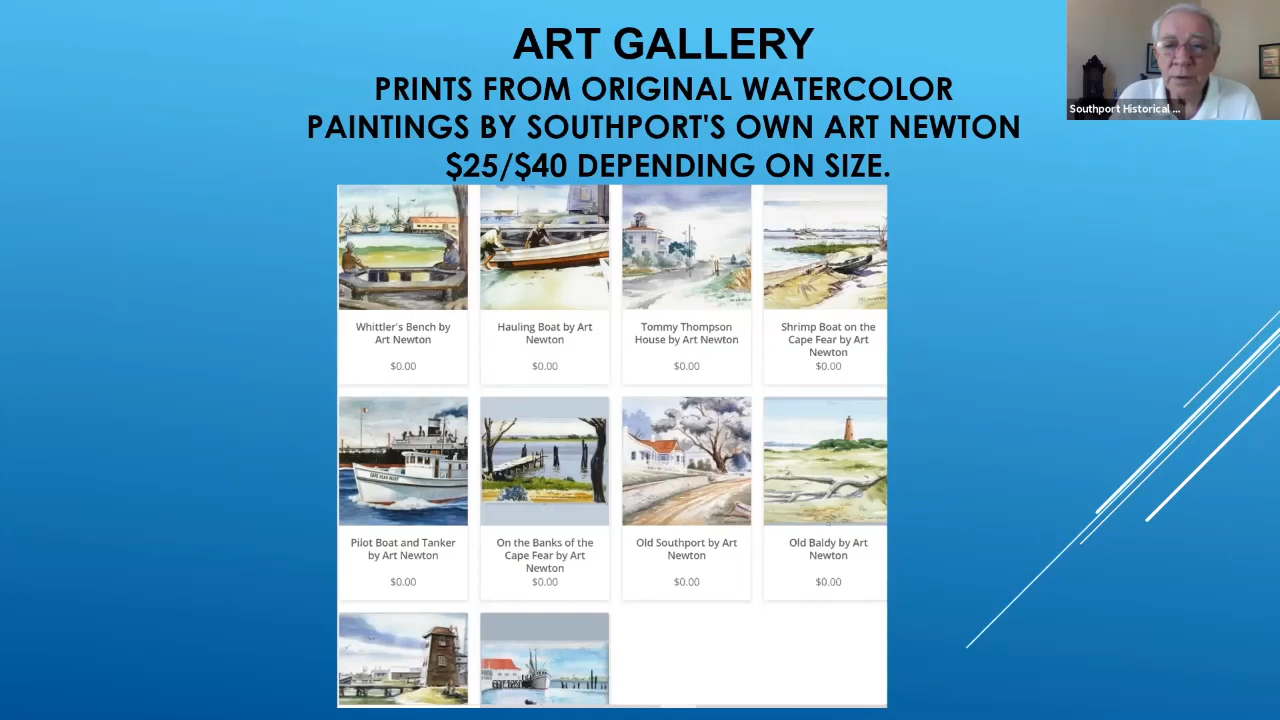 ART GALLERY
PRINTS FROM ORIGINAL WATERCOLOR
PAINTINGS BY SOUTHPORT'S OWN ART NEWTON
$25/$40 DEPENDING ON SIZE.
Southport Historical ...
Whittler's Bench by
Art Newton
$0.00
Hauling Boat by Art
Newton
$0.00
Tommy Thompson
House by Art Newton
$0.00
Shrimp Boat on the
Cape Fear by Art
Newton
$0.00
Pilot Boat and Tanker
by Art Newton
$0.00
On the Banks of the
Cape Fear by Art
Newton
$0.00
Old Southport by Art
Newton
$0.00
Old Baldy by Art
Newton
$0.00